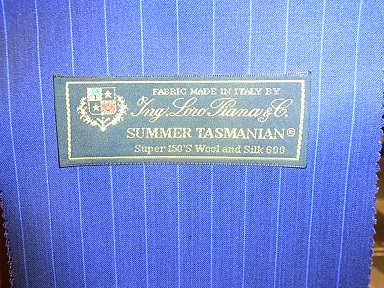 FABRIC MADE IN ITALY BY
Ing. Loro Piana & C.
SUMMER TASMANIAN®
Super 150'S Wool and Silk 600